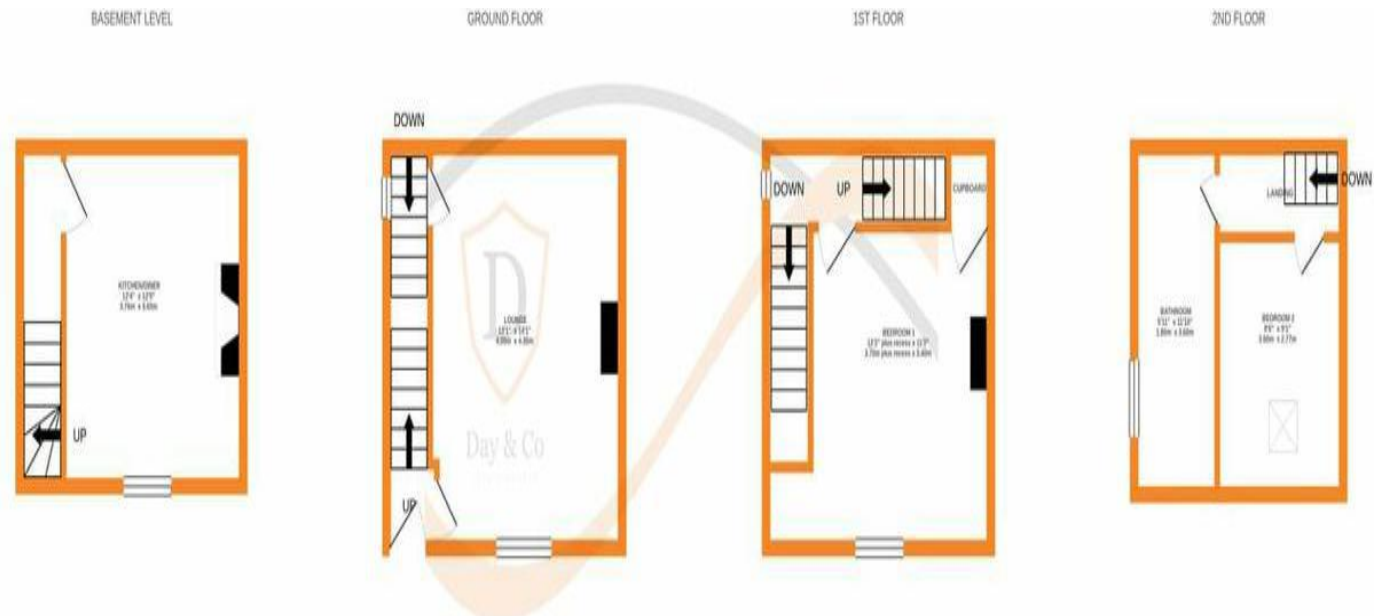 BASEMENT LEVEL
GROUND FLOOR
1ST FLOOR
2ND FLOOR
KITCHEN/DINER
UP
DOWN
LOUNGE
D
Day & Co
UP
DOWN
UP
CUPBOARD
BEDROOM 1
DOWN
LANDING
BATHROOM
BEDROOM 2